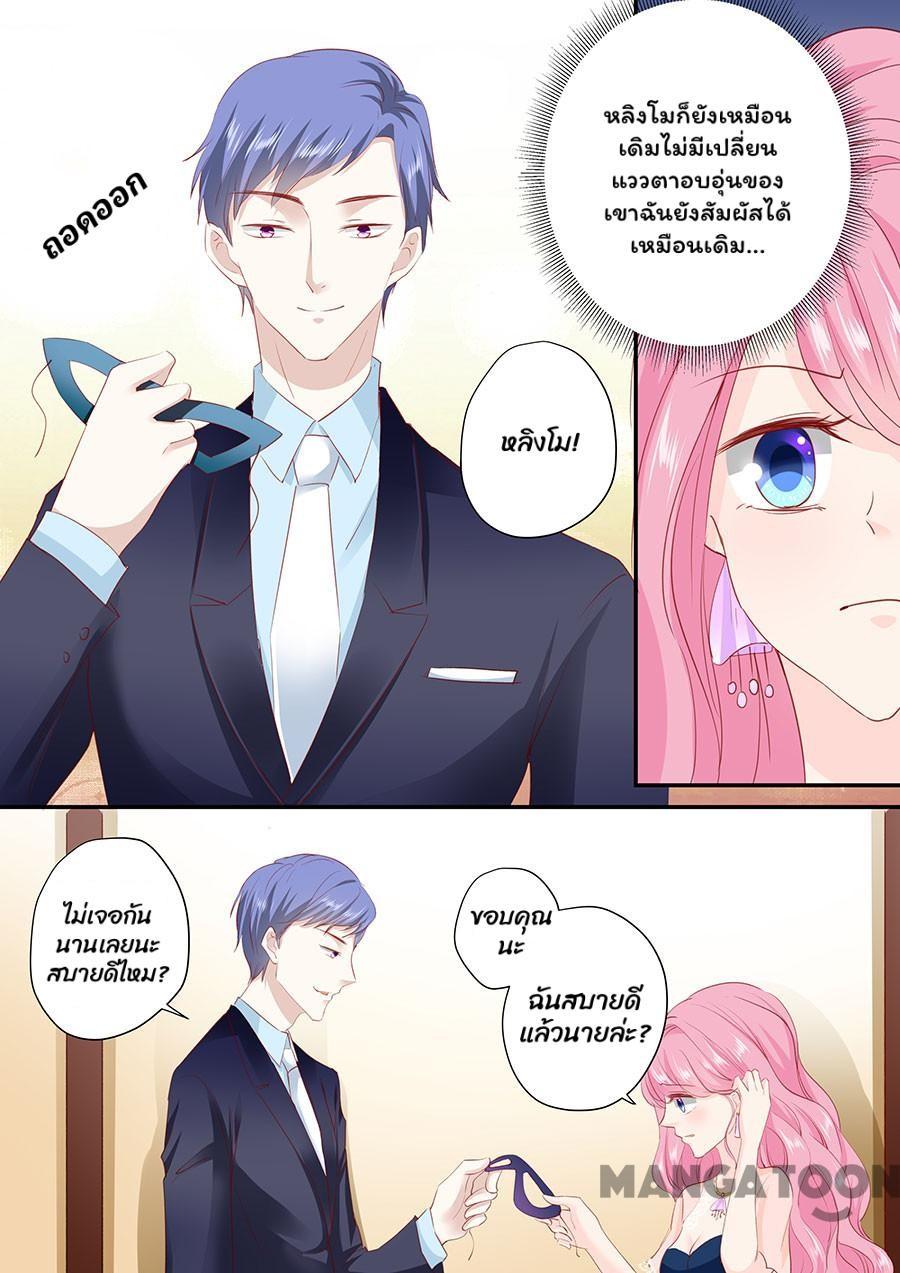 ถอดออก
หลิงโม!
หลิงโมก็ยังเหมือน
เดิมไม่มีเปลี่ยน
แววตาอบอุ่นของ
เขาฉันยังสัมผัสได้
เหมือนเดิม...
ไม่เจอกัน
นานเลยนะ
สบายดีไหม?
ขอบคุณ
นะ
ฉันสบายดี
แล้วนายล่ะ?
MANGATOON